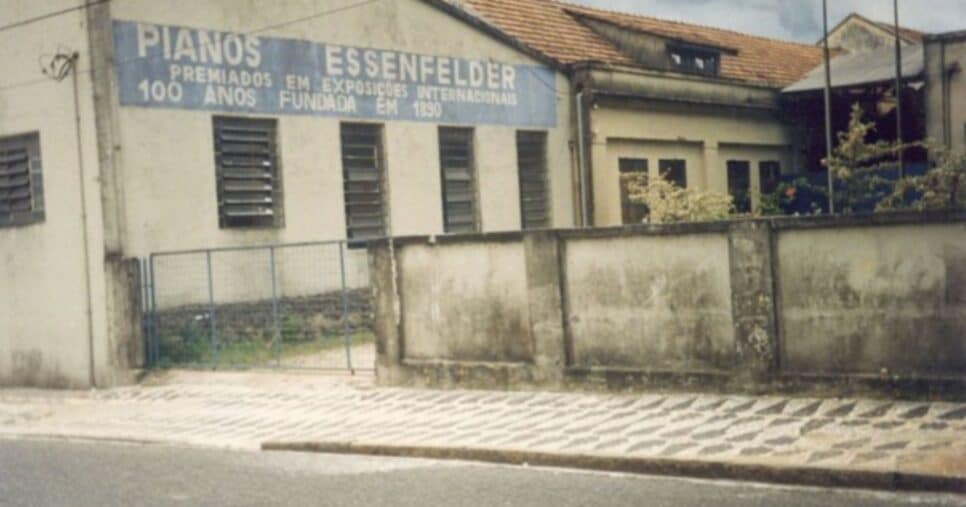 PIANOS ESSENFELDER
PREMIADOS EM EXPOSIÇÕES INTERNACIONAIS
100 ANOS FUNDADA EM 1890